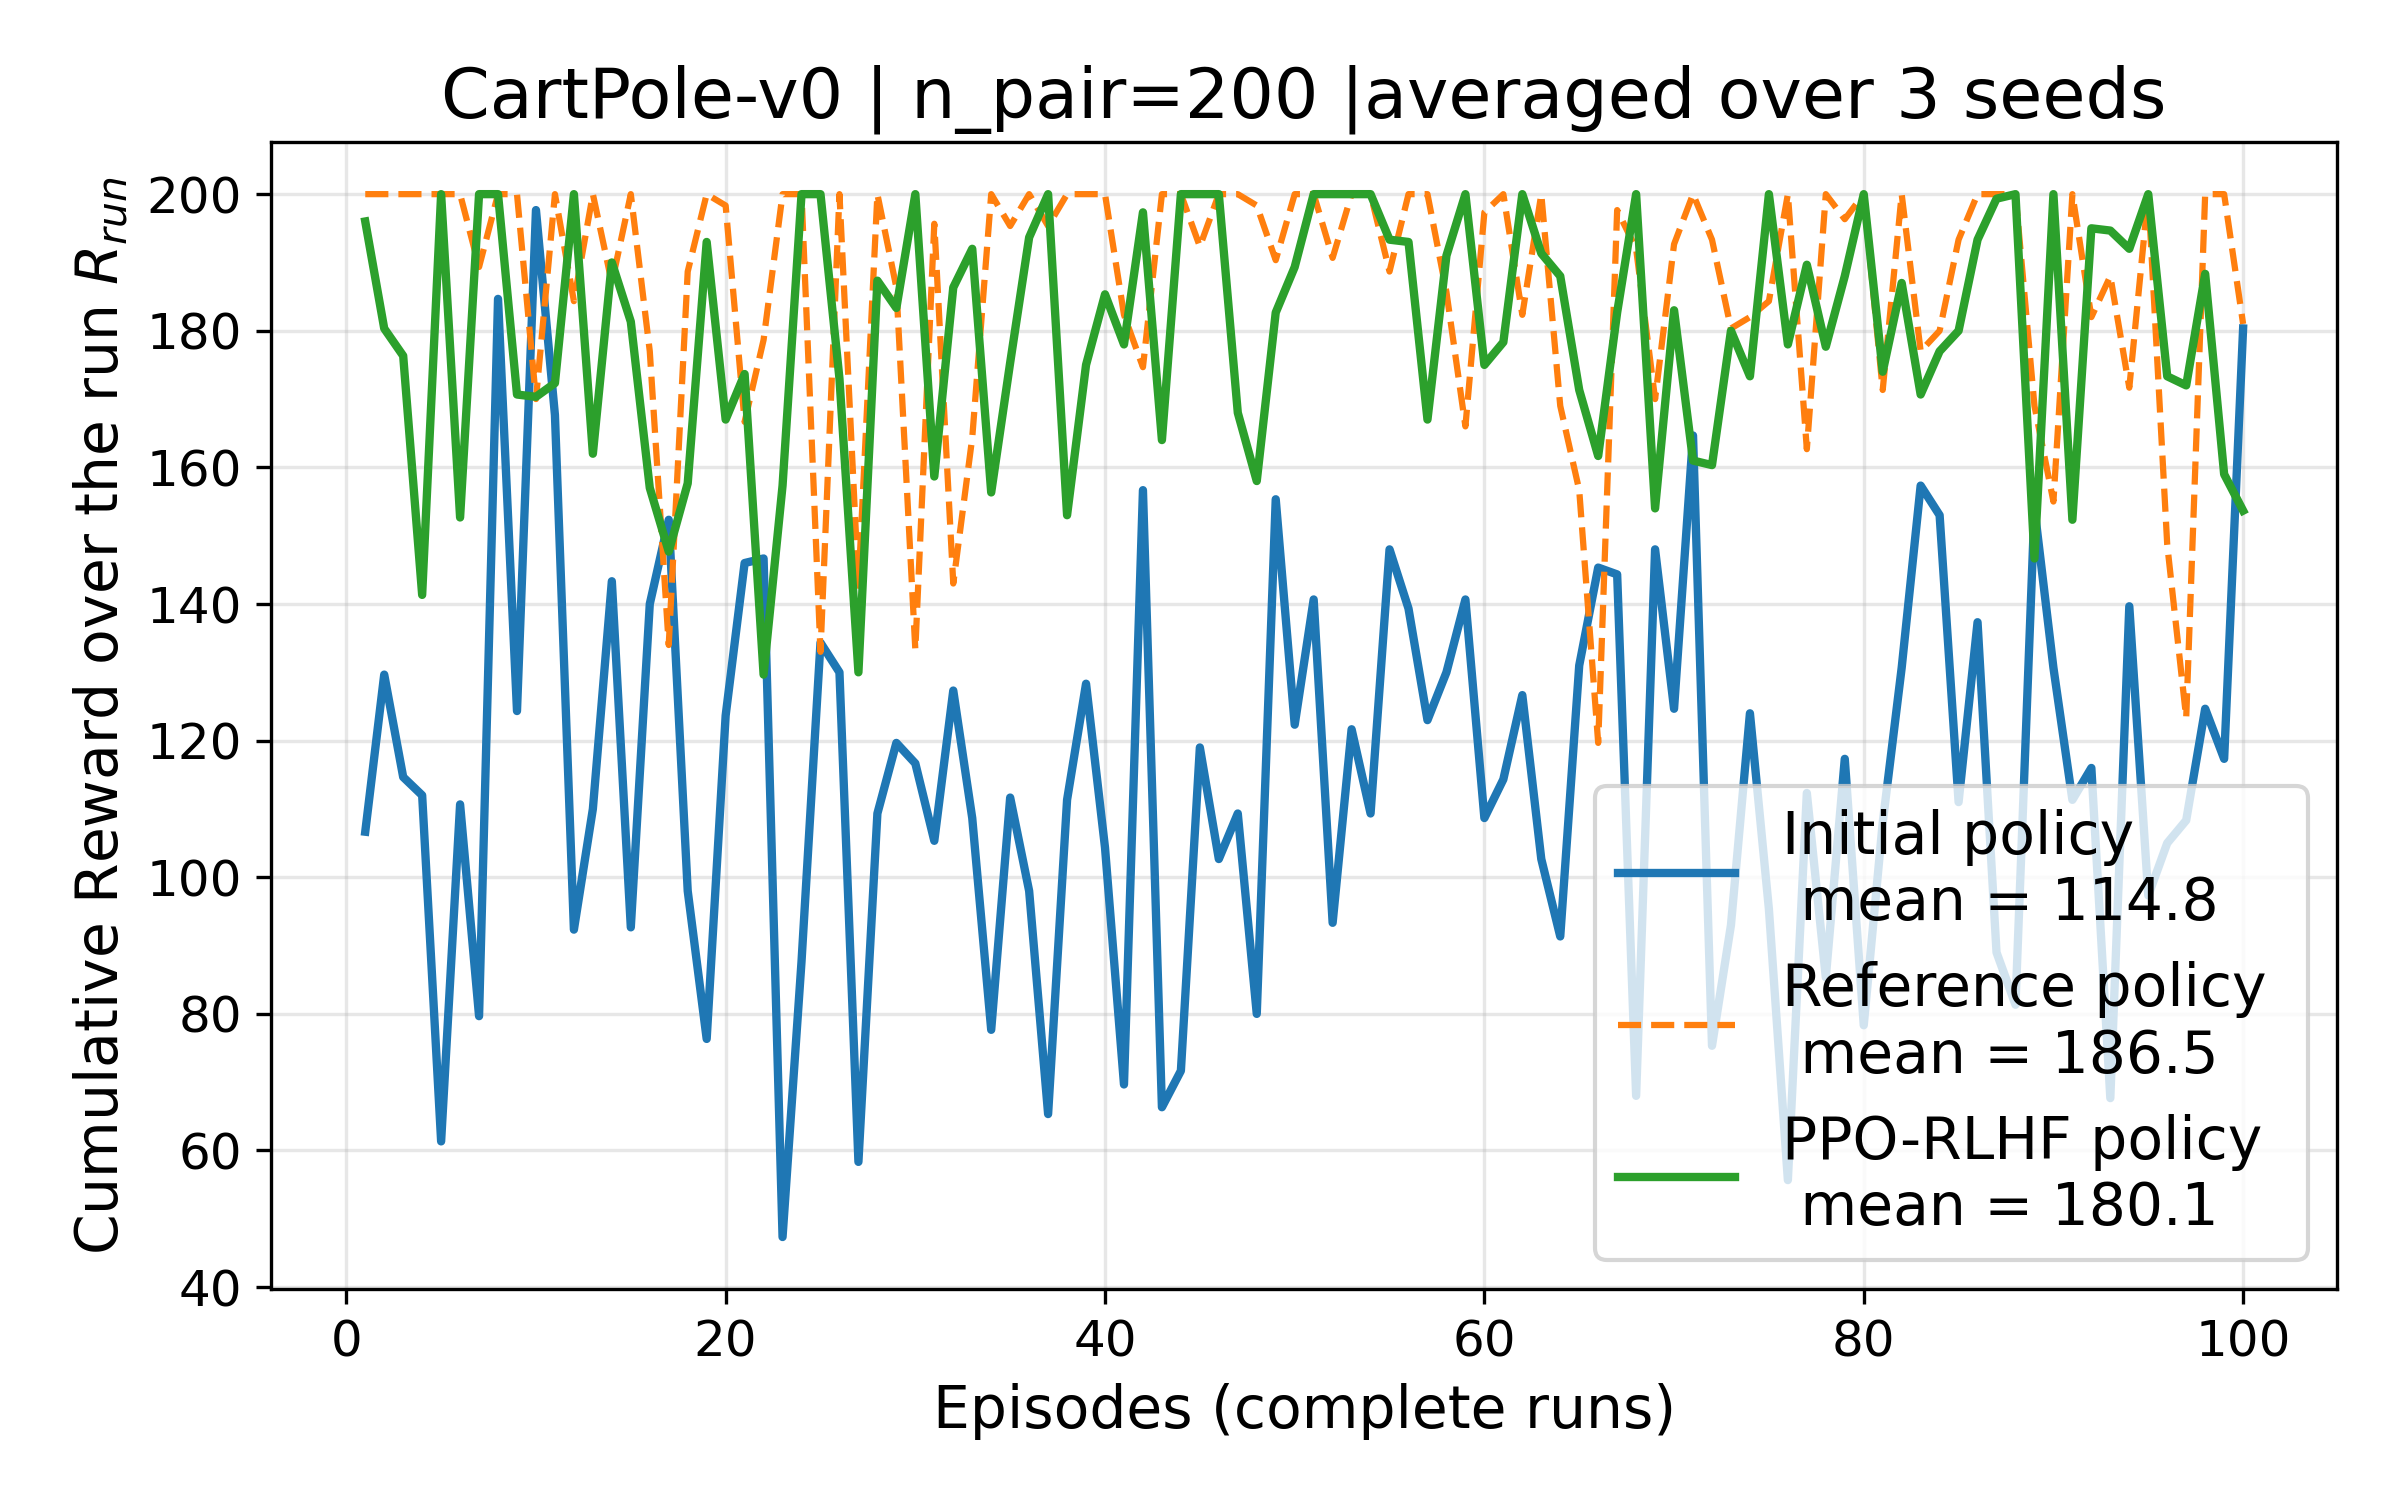 CartPole-v0 | n_pair=200 |averaged over 3 seeds
Cumulative Reward over the run R_run
200
180
160
140
120
100
80
60
40
Initial policy
mean = 114.8
Reference policy
mean = 186.5
PPO-RLHF policy
mean = 180.1
0 20 40 60 80 100
Episodes (complete runs)